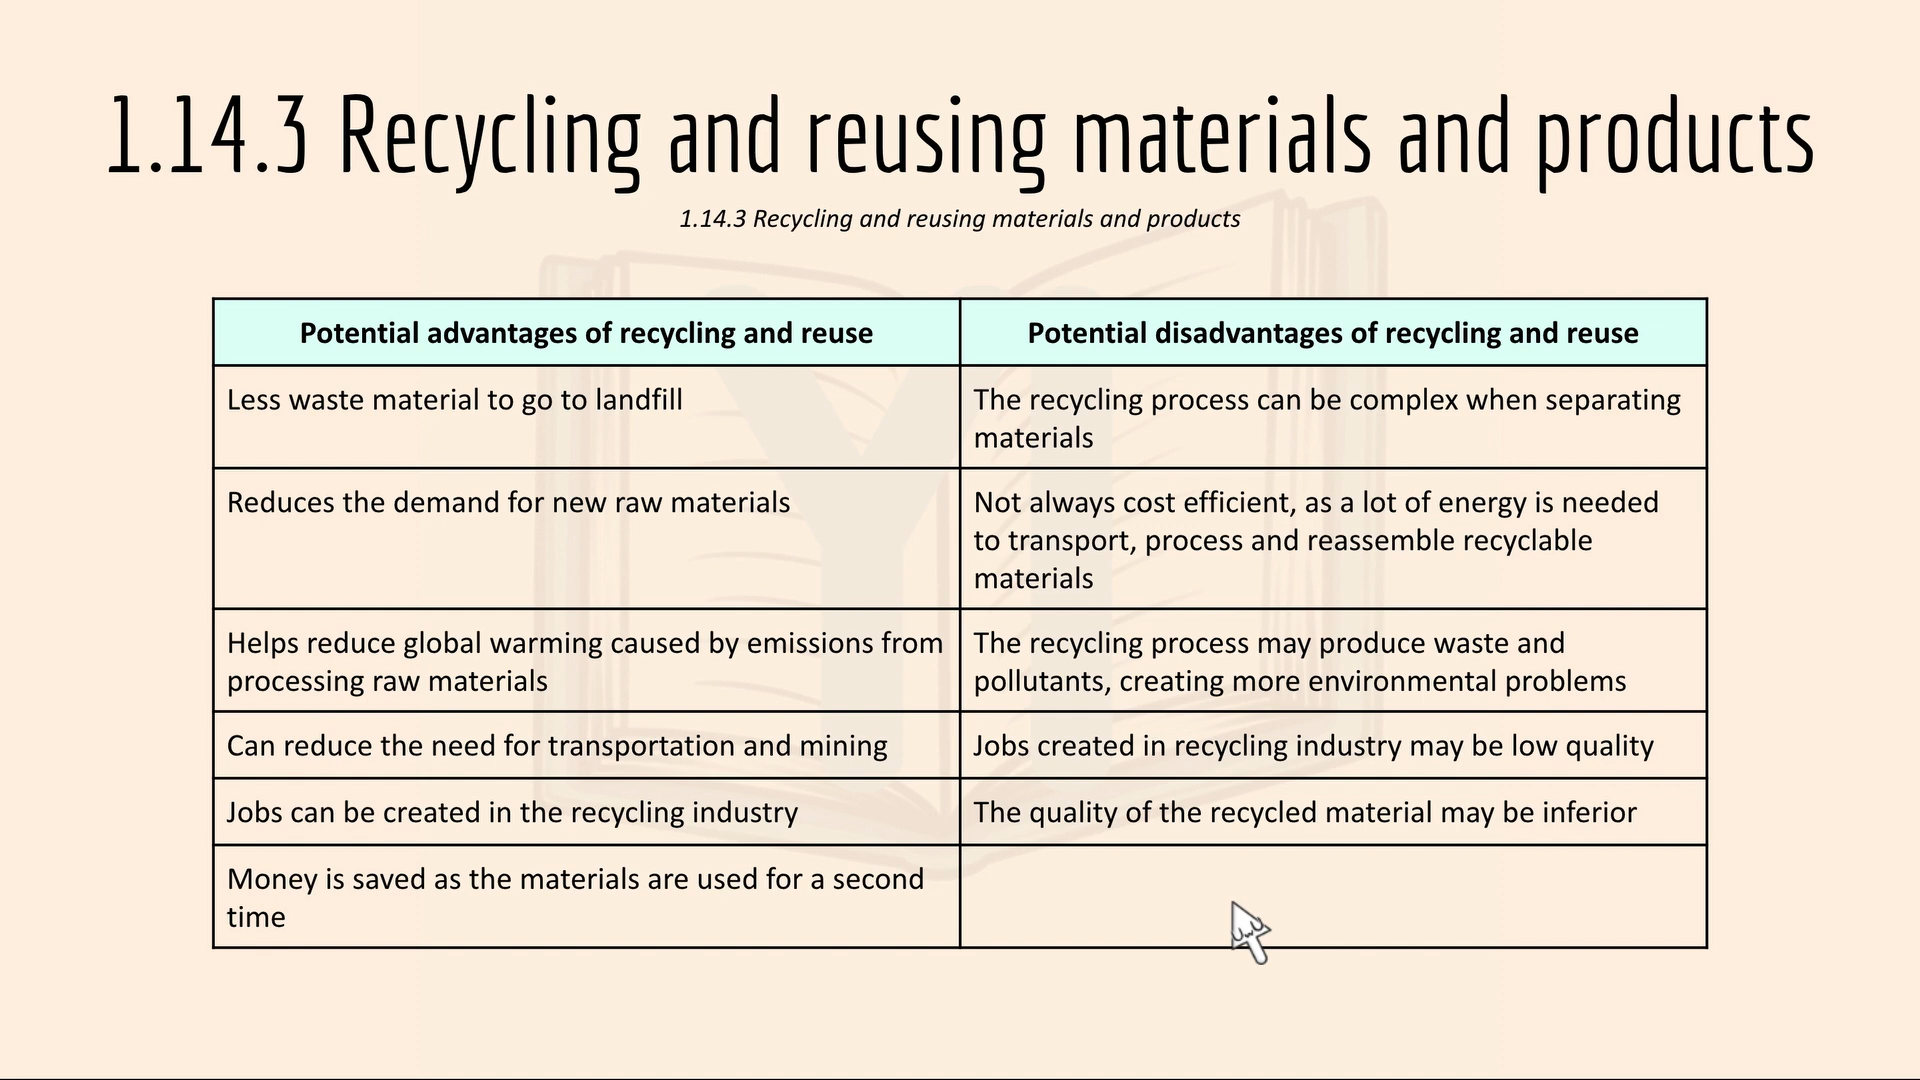 1.14.3 Recycling and reusing materials and products
1.14.3 Recycling and reusing materials and products
Potential advantages of recycling and reuse
Potential disadvantages of recycling and reuse
Less waste material to go to landfill
The recycling process can be complex when separating
materials
Reduces the demand for new raw materials
Not always cost efficient, as a lot of energy is needed
to transport, process and reassemble recyclable
materials
Helps reduce global warming caused by emissions from
processing raw materials
The recycling process may produce waste and
pollutants, creating more environmental problems
Can reduce the need for transportation and mining
Jobs created in recycling industry may be low quality
Jobs can be created in the recycling industry
The quality of the recycled material may be inferior
Money is saved as the materials are used for a second
time